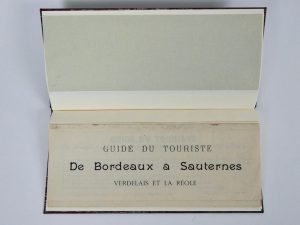 GUIDE DU TOURISTE
De Bordeaux a Sauternes
VERDELAIS ET LA RÉOLE